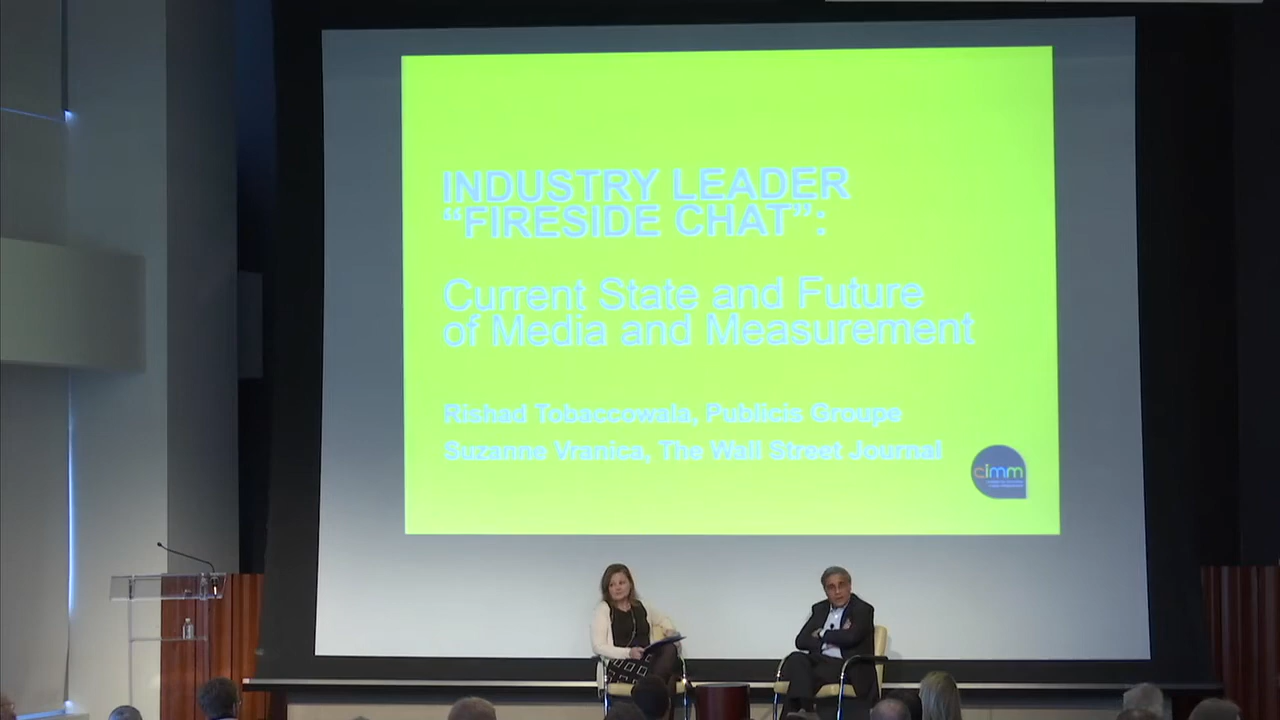 INDUSTRY LEADER
“FIRESIDE CHAT”:
Current State and Future
of Media and Measurement
Rishad Tobaccowala, Publicis Groupe
Suzanne Vranica, The Wall Street Journal
cimm